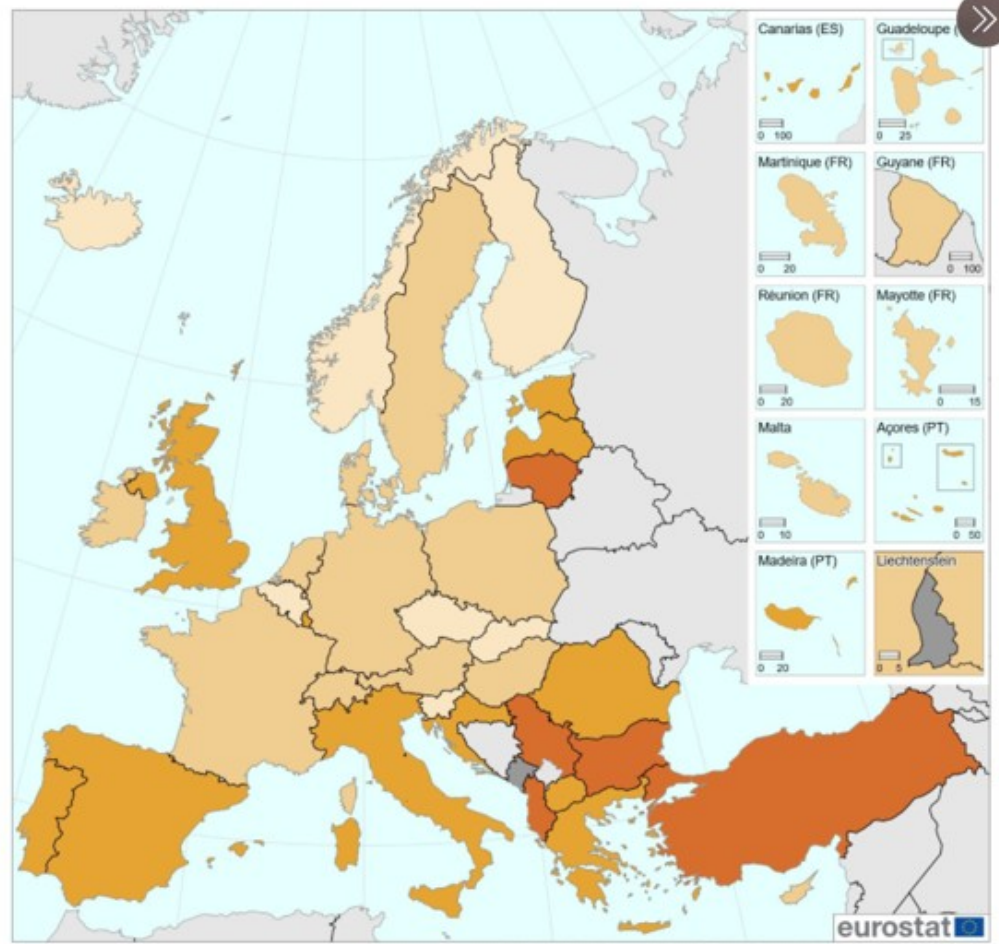 Canarias (ES)
0 100
Guadeloupe (
0 25
Martinique (FR)
0 20
Guyane (FR)
0 100
Réunion (FR)
0 20
Mayotte (FR)
0 15
Malta
0 10
Açores (PT)
0 50
Madeira (PT)
0 20
Liechtenstein
0 5
eurostat